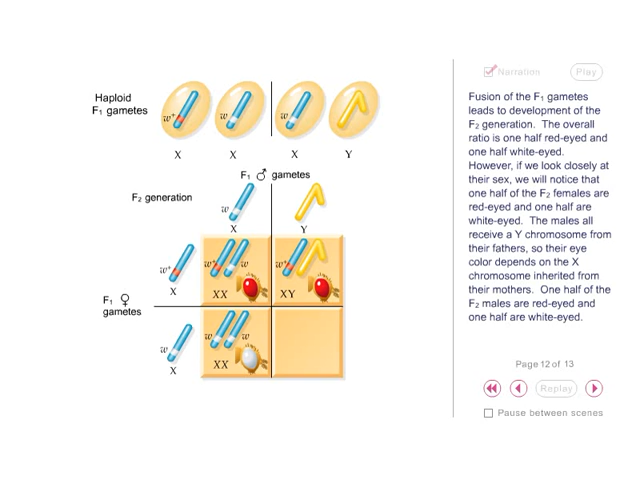 Haploid
F₁ gametes
w⁺
w
w
X
X
X
Y
F₁ ♂ gametes
F₂ generation
w
X
Y
w⁺
X
w⁺
w
XX
w⁺
XY
F₁ ♀
gametes
w
X
w
w
XX
Narration
Play
Fusion of the F₁ gametes
leads to development of the
F₂ generation. The overall
ratio is one half red-eyed and
one half white-eyed.
However, if we look closely at
their sex, we will notice that
one half of the F₂ females are
red-eyed and one half are
white-eyed. The males all
receive a Y chromosome from
their fathers, so their eye
color depends on the X
chromosome inherited from
their mothers. One half of the
F₂ males are red-eyed and
one half are white-eyed.
Page 12 of 13
Replay
Pause between scenes